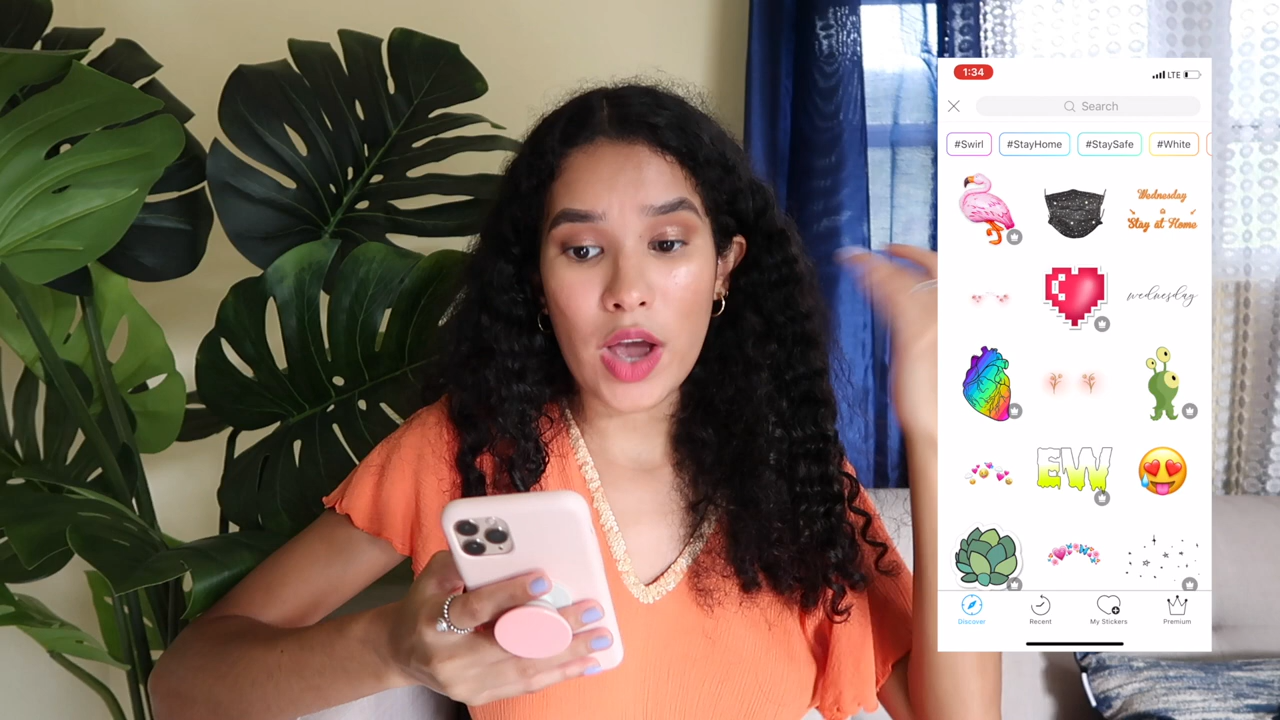 1:34
LTE
Search
#Swirl
#StayHome
#StaySafe
#White
Wednesday
Stay at Home
wednesday
EW
Discover
Recent
My Stickers
Premium